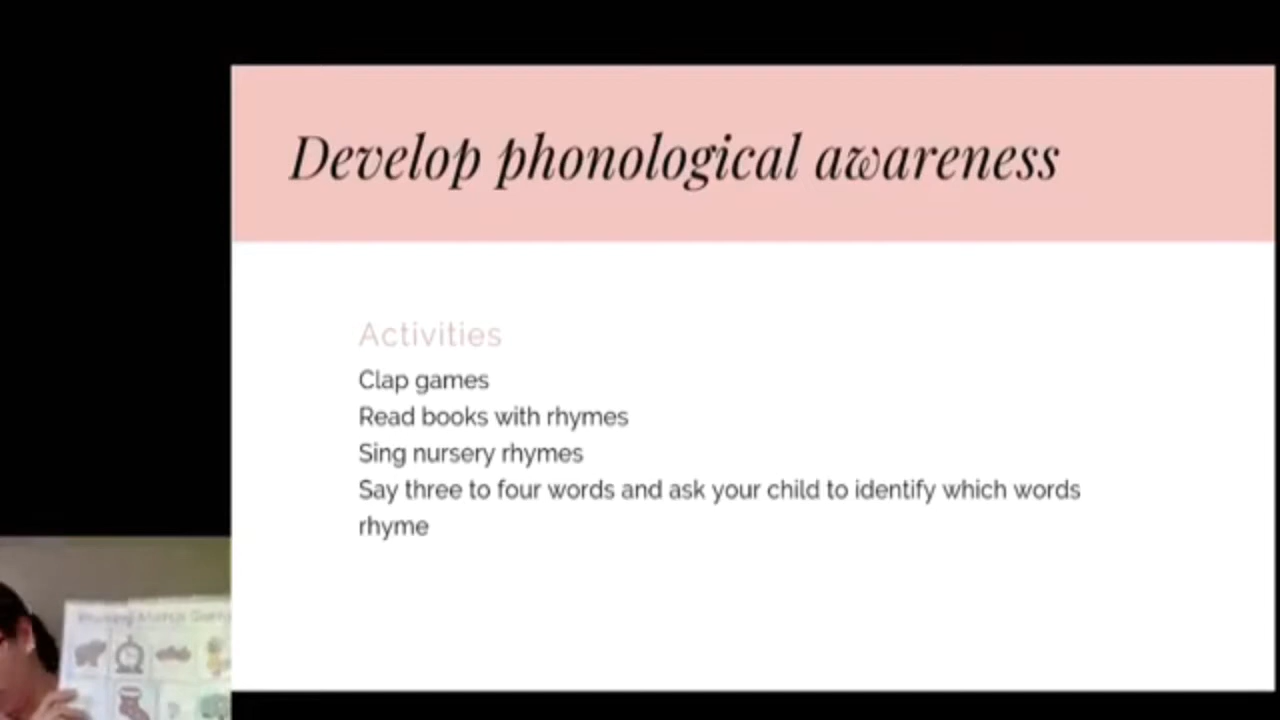 Develop phonological awareness
Activities
Clap games
Read books with rhymes
Sing nursery rhymes
Say three to four words and ask your child to identify which words
rhyme